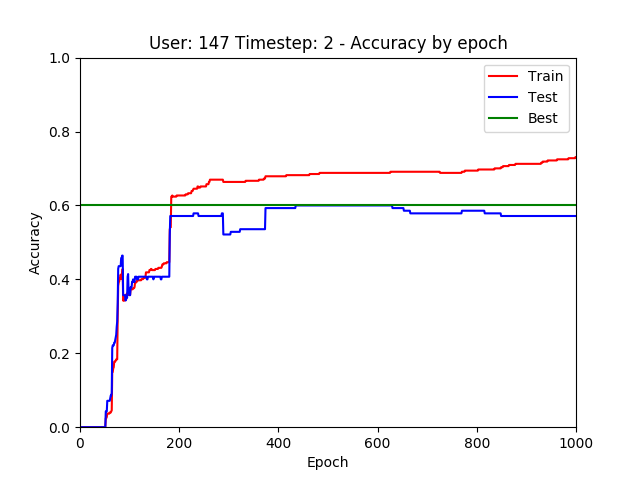 User: 147 Timestep: 2 - Accuracy by epoch
1.0
0.8
0.6
0.4
0.2
0.0
Accuracy
Train
Test
Best
0 200 400 600 800 1000
Epoch